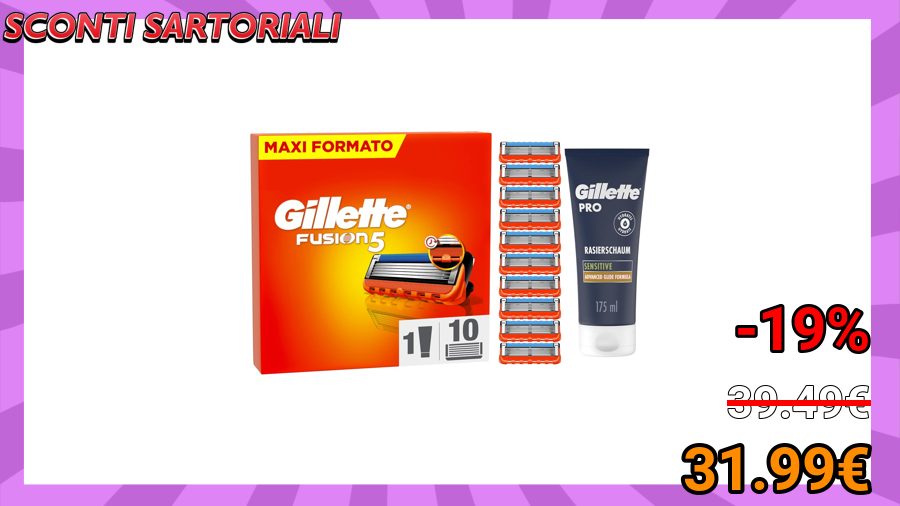 SCONTI SARTORIALI
MAXI FORMATO
Gillette
FUSION5
1
10
Gillette
PRO
RASIERSCHAUM
SENSITIVE
ADVANCED GLIDE FORMULA
175 ml
-19%
39.49€
31.99€